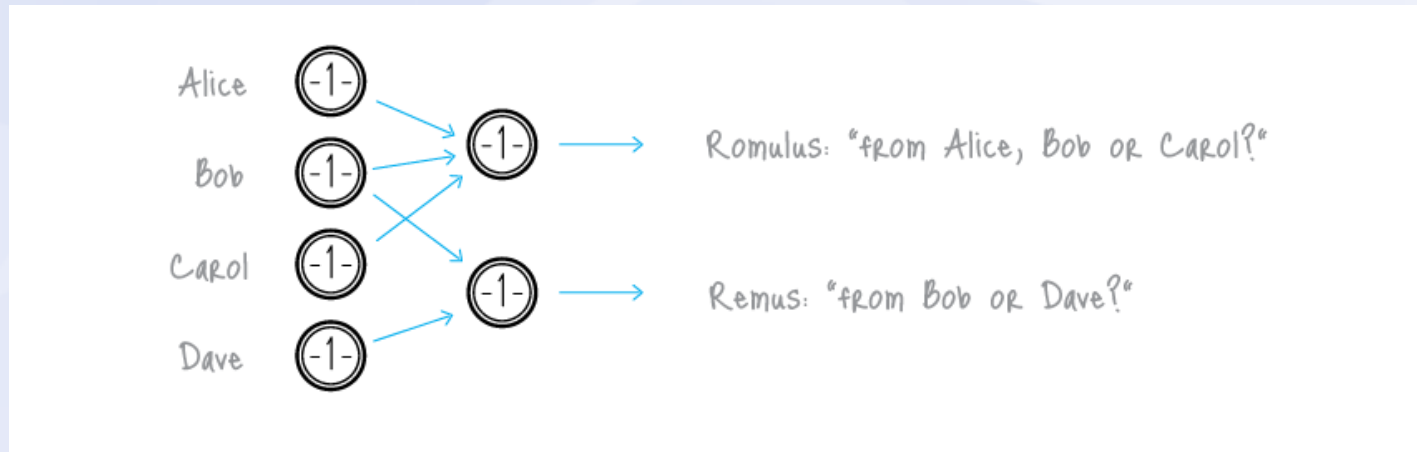 Alice
-1-
Bob
-1-
Carol
-1-
Dave
-1-
-1-
Romulus: "from Alice, Bob or Carol?"
-1-
Remus: "from Bob or Dave?"